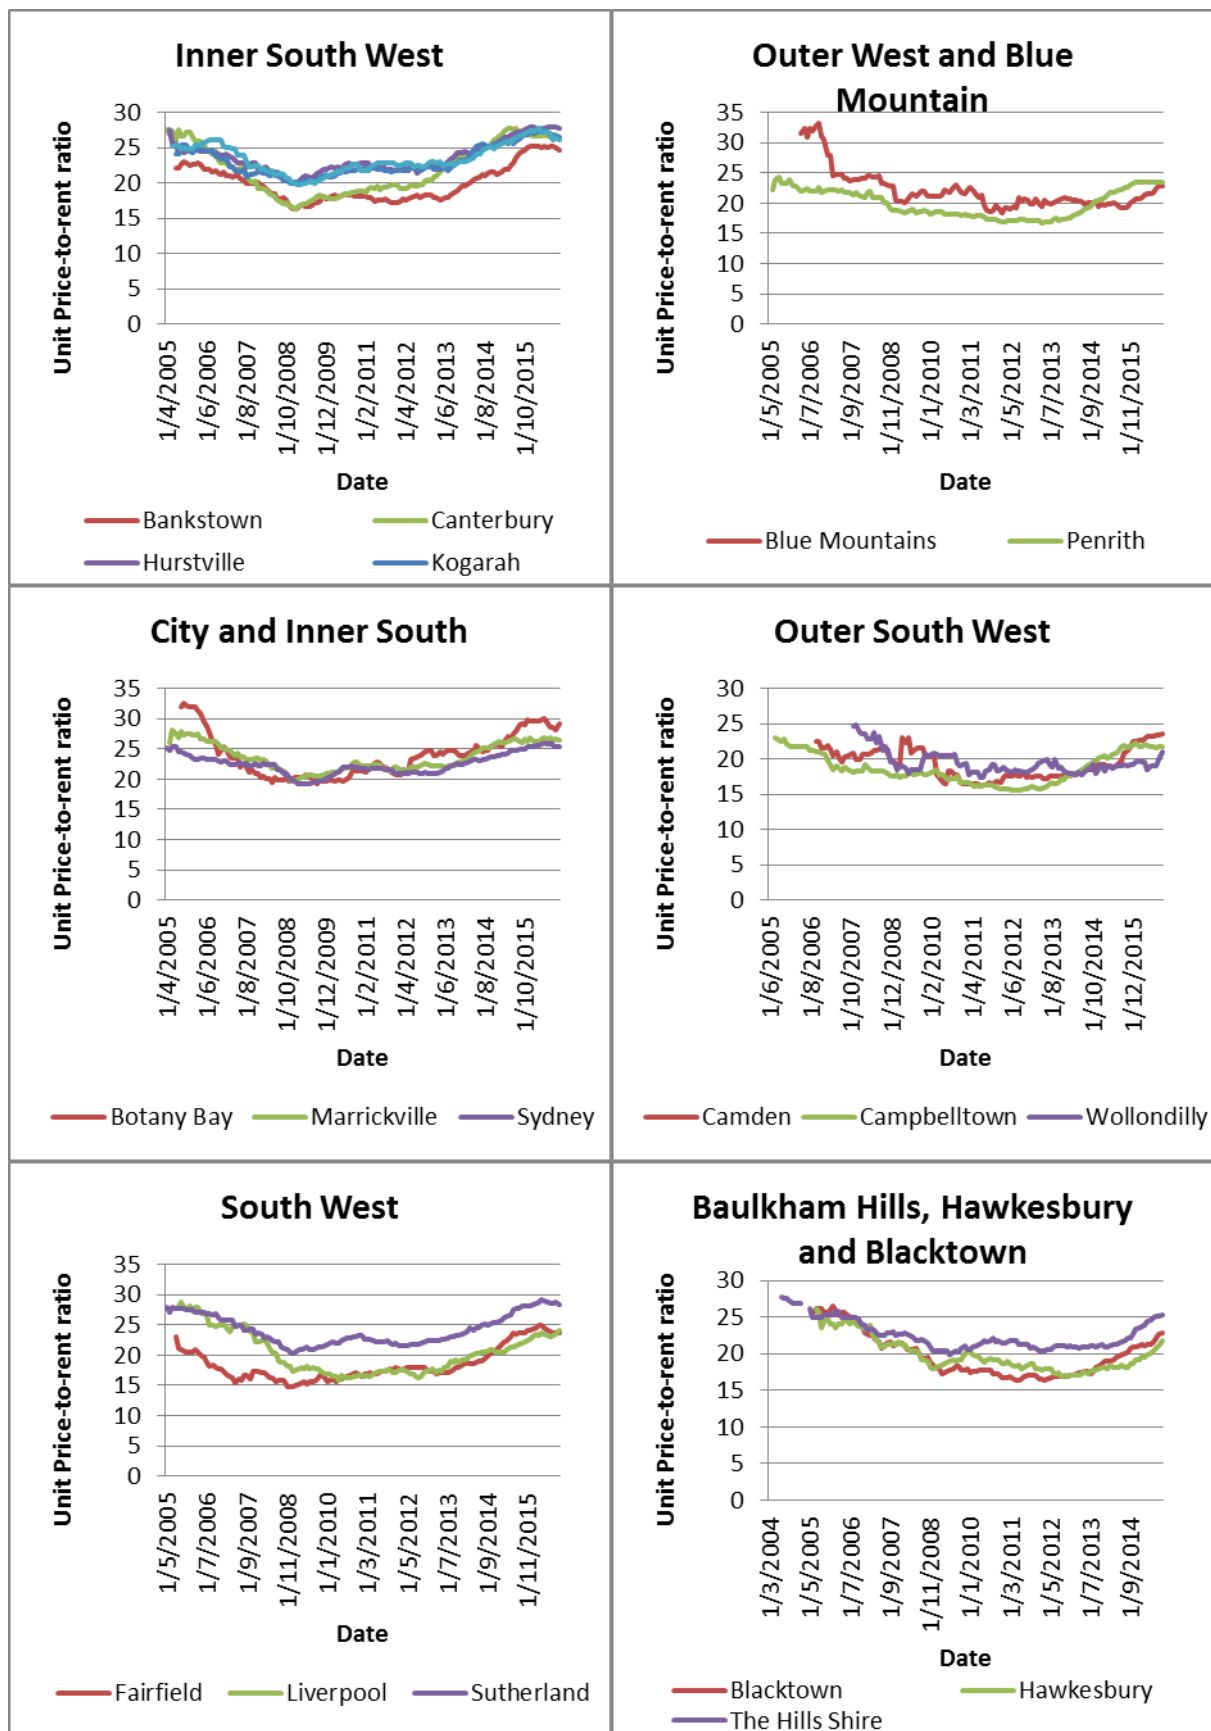 Inner South West
Unit Price-to-rent ratio
30
25
20
15
10
5
0
1/4/2005
1/6/2006
1/8/2007
1/10/2008
1/12/2009
1/2/2011
1/4/2012
1/6/2013
1/8/2014
1/10/2015
Date
Bankstown
Canterbury
Hurstville
Kogarah
Outer West and Blue
Mountain
Unit Price-to-rent ratio
35
30
25
20
15
10
5
0
1/5/2005
1/7/2006
1/9/2007
1/11/2008
1/1/2010
1/3/2011
1/5/2012
1/7/2013
1/9/2014
1/11/2015
Date
Blue Mountains
Penrith
City and Inner South
Unit Price-to-rent ratio
35
30
25
20
15
10
5
0
1/4/2005
1/6/2006
1/8/2007
1/10/2008
1/12/2009
1/2/2011
1/4/2012
1/6/2013
1/8/2014
1/10/2015
Date
Botany Bay
Marrickville
Sydney
Outer South West
Unit Price-to-rent ratio
30
25
20
15
10
5
0
1/6/2005
1/8/2006
1/10/2007
1/12/2008
1/2/2010
1/4/2011
1/6/2012
1/8/2013
1/10/2014
1/12/2015
Date
Camden
Campbelltown
Wollondilly
South West
Unit Price-to-rent ratio
35
30
25
20
15
10
5
0
1/5/2005
1/7/2006
1/9/2007
1/11/2008
1/1/2010
1/3/2011
1/5/2012
1/7/2013
1/9/2014
1/11/2015
Date
Fairfield
Liverpool
Sutherland
Baulkham Hills, Hawkesbury
and Blacktown
Unit Price-to-rent ratio
30
25
20
15
10
5
0
1/3/2004
1/5/2005
1/7/2006
1/9/2007
1/11/2008
1/1/2010
1/3/2011
1/5/2012
1/7/2013
1/9/2014
Date
Blacktown
Hawkesbury
The Hills Shire